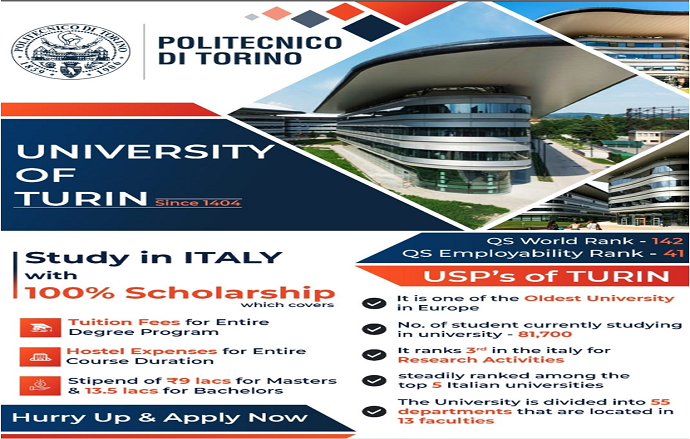 POLITECNICO DI TORINO
1859
1906
POLITECNICO
DI TORINO
UNIVERSITY
OF
TURIN Since 1404
QS World Rank - 142
QS Employability Rank - 41
Study in ITALY
with
100% Scholarship
which covers
Tuition Fees for Entire
Degree Program
Hostel Expenses for Entire
Course Duration
Stipend of ₹9 lacs for Masters
& 13.5 lacs for Bachelors
Hurry Up & Apply Now
USP's of TURIN
It is one of the Oldest University
in Europe
No. of student currently studying
in university - 81,700
It ranks 3rd in the italy for
Research Activities
steadily ranked among the
top 5 Italian universities
The University is divided into 55
departments that are located in
13 faculties